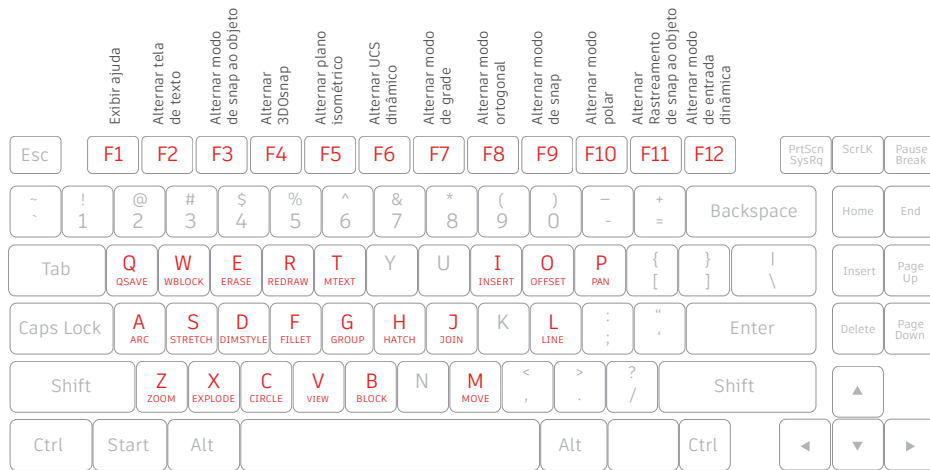 Exibir ajuda
Alternar tela
de texto
Alternar modo
de snap ao objeto
Alternar
3DOsnap
Alternar plano
isométrico
Alternar UCS
dinâmico
Alternar modo
de grade
Alternar modo
ortogonal
Alternar modo
de snap
Alternar modo
polar
Alternar
Rastreamento
de snap ao objeto
Alternar modo
de entrada
dinâmica
Esc F1 F2 F3 F4 F5 F6 F7 F8 F9 F10 F11 F12 PrtScn ScrLK Pause
SysRq Break
~ ! @ # $ % ^ & * ( ) — +
` 1 2 3 4 5 6 7 8 9 0 - = Backspace Home End
Tab Q W E R T Y U I O P { } | Insert Page
QSAVE WBLOCK ERASE REDRAW MTEXT INSERT OFFSET PAN [ ] \ Up
Caps Lock A S D F G H J K L : “ Enter Delete Page
ARC STRETCH DIMSTYLE FILLET GROUP HATCH JOIN LINE ; ‘ Down
Shift Z X C V B N M < > ? Shift ▲
ZOOM EXPLODE CIRCLE VIEW BLOCK MOVE , . /
Ctrl Start Alt Alt Ctrl ◄ ▼ ►